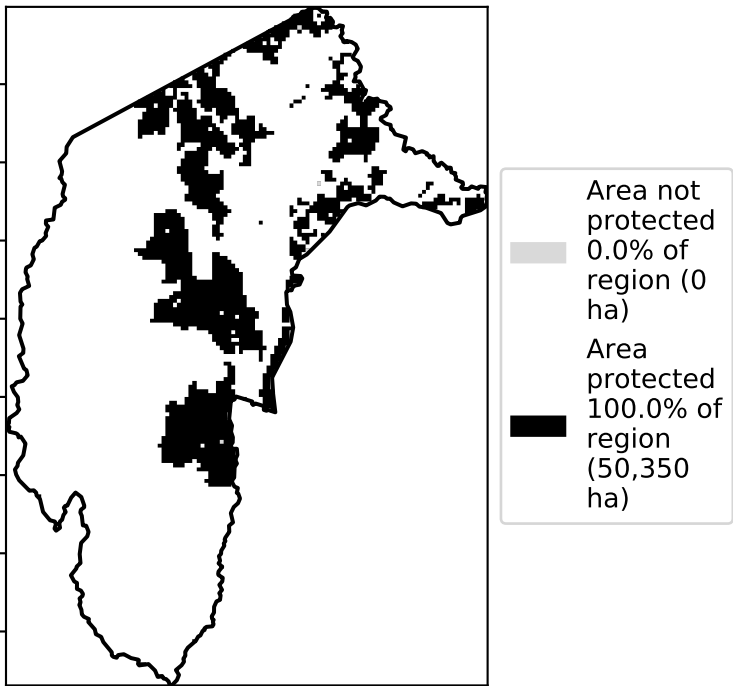 Area not
protected
0.0% of
region (0
ha)
Area
protected
100.0% of
region
(50,350
ha)